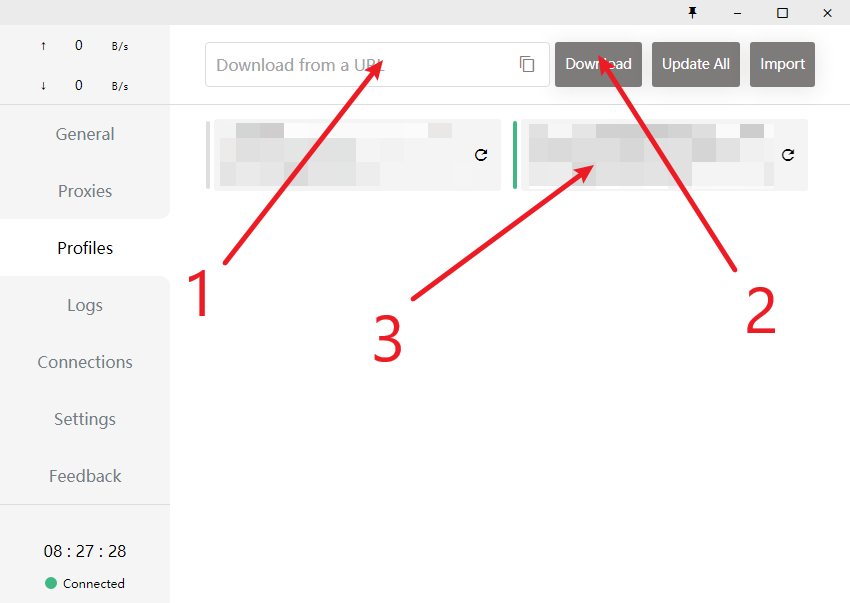 ↑ 0 B/s
↓ 0 B/s
General
Proxies
Profiles
Logs
Connections
Settings
Feedback
08 : 27 : 28
Connected
Download from a URL
Download
Update All
Import
1
2
3